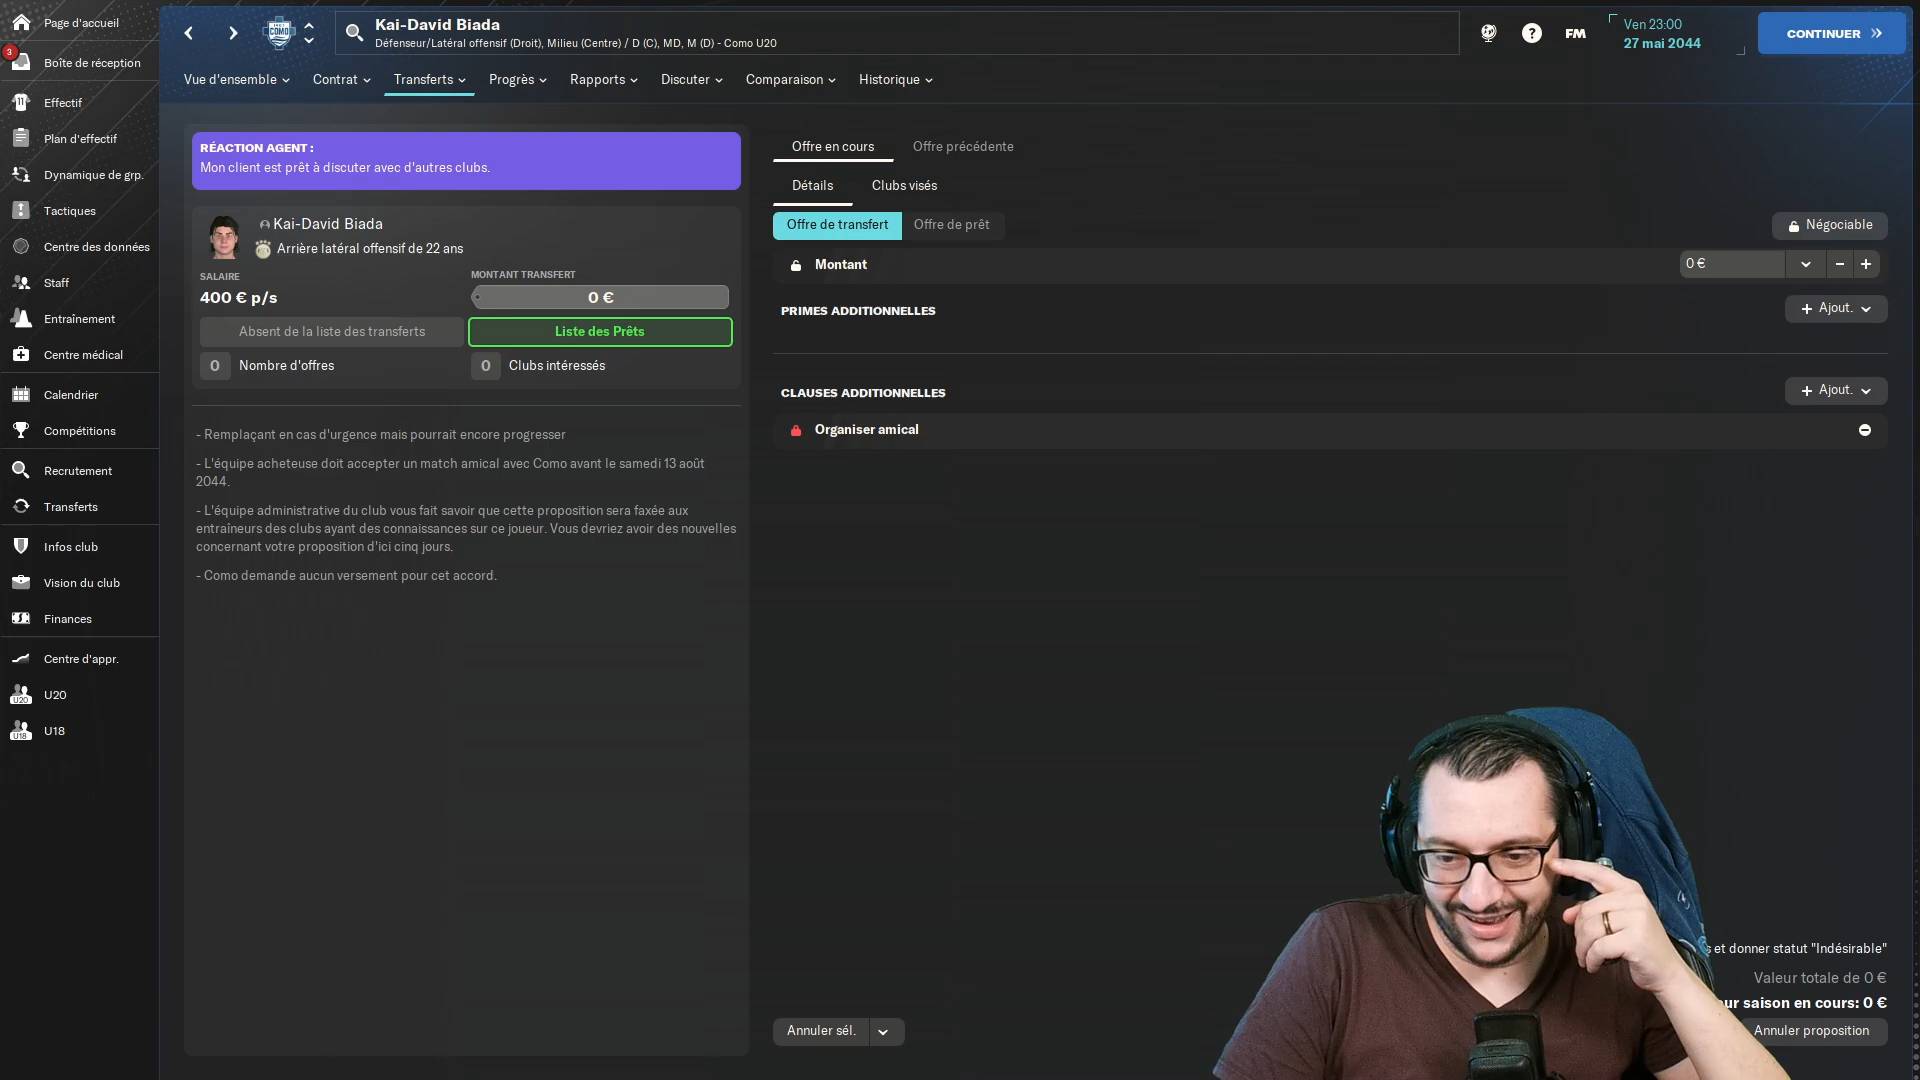 Page d'accueil
3
Boîte de réception
Effectif
Plan d'effectif
Dynamique de grp.
Tactiques
Centre des données
Staff
Entraînement
Centre médical
Calendrier
Compétitions
Recrutement
Transferts
Infos club
Vision du club
Finances
Centre d'appr.
U20
U20
U18
U18
COMO
Kai-David Biada
Défenseur/Latéral offensif (Droit), Milieu (Centre) / D (C), MD, M (D) - Como U20
?
FM
Ven 23:00
27 mai 2044
CONTINUER
Vue d'ensemble
Contrat
Transferts
Progrès
Rapports
Discuter
Comparaison
Historique
RÉACTION AGENT :
Mon client est prêt à discuter avec d'autres clubs.
Kai-David Biada
Arrière latéral offensif de 22 ans
SALAIRE
MONTANT TRANSFERT
400 € p/s
0 €
Absent de la liste des transferts
Liste des Prêts
0 Nombre d'offres
0 Clubs intéressés
- Remplaçant en cas d'urgence mais pourrait encore progresser
- L'équipe acheteuse doit accepter un match amical avec Como avant le samedi 13 août
2044.
- L'équipe administrative du club vous fait savoir que cette proposition sera faxée aux
entraîneurs des clubs ayant des connaissances sur ce joueur. Vous devriez avoir des nouvelles
concernant votre proposition d'ici cinq jours.
- Como demande aucun versement pour cet accord.
Offre en cours
Offre précédente
Détails
Clubs visés
Offre de transfert
Offre de prêt
Négociable
Montant
0 €
PRIMES ADDITIONNELLES
Ajout.
CLAUSES ADDITIONNELLES
Ajout.
Organiser amical
et donner statut "Indésirable"
Valeur totale de 0 €
saison en cours: 0 €
Annuler sél.
Annuler proposition